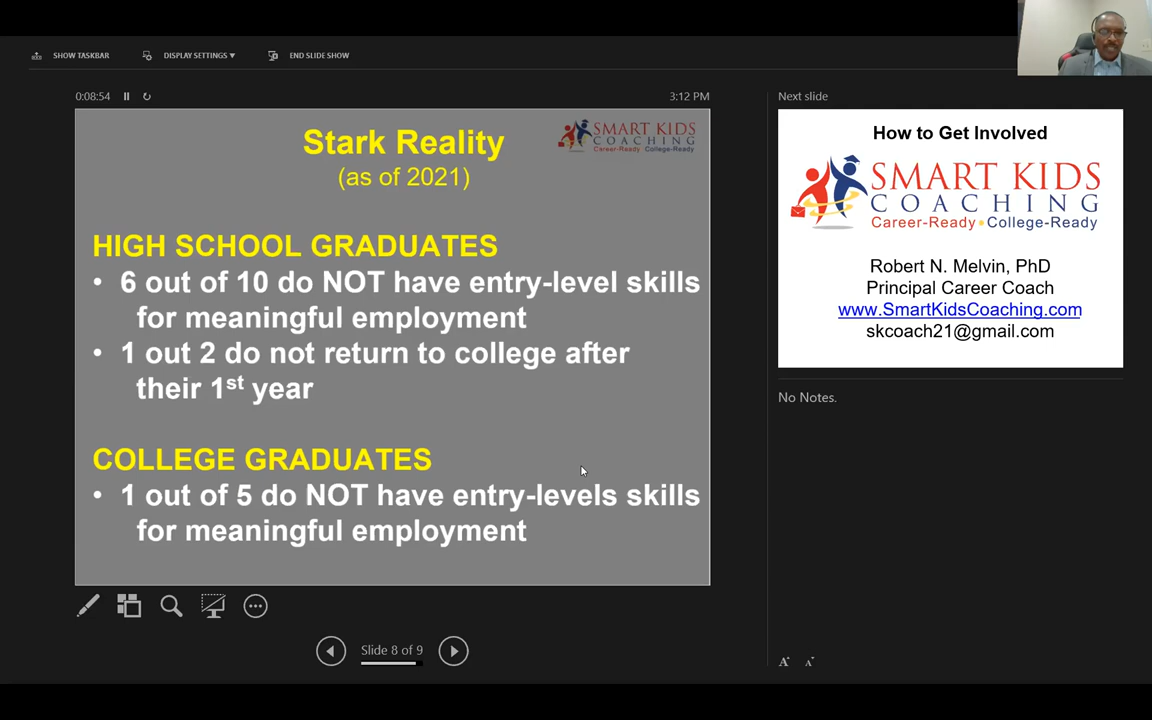 SHOW TASKBAR
DISPLAY SETTINGS ▾
END SLIDE SHOW
0:08:54
3:12 PM
Stark Reality
(as of 2021)
SMART KIDS
COACHING
Career-Ready College-Ready
HIGH SCHOOL GRADUATES
• 6 out of 10 do NOT have entry-level skills
for meaningful employment
• 1 out 2 do not return to college after
their 1st year
COLLEGE GRADUATES
• 1 out of 5 do NOT have entry-levels skills
for meaningful employment
Slide 8 of 9
Next slide
How to Get Involved
SMART KIDS
COACHING
Career-Ready • College-Ready
Robert N. Melvin, PhD
Principal Career Coach
www.SmartKidsCoaching.com
skcoach21@gmail.com
No Notes.
A A